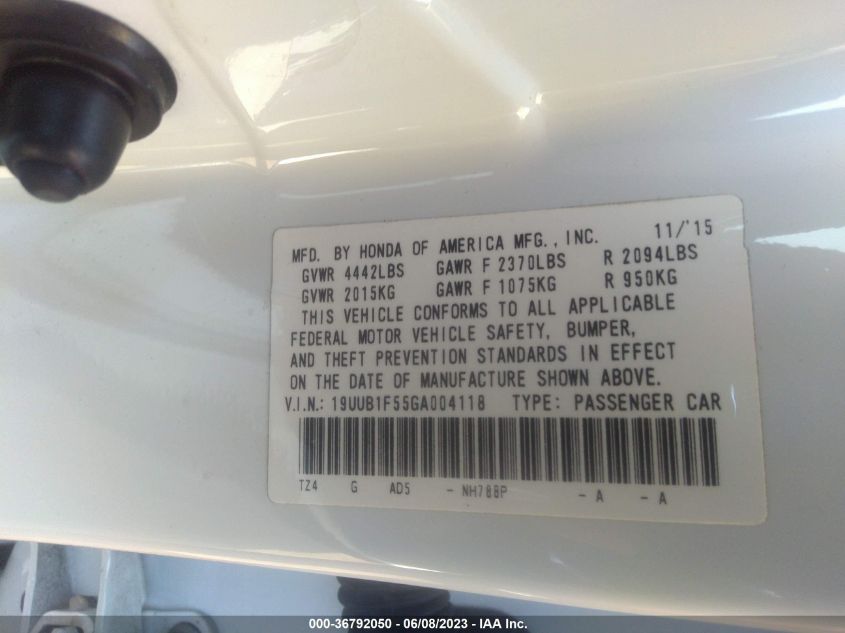 MFD. BY HONDA OF AMERICA MFG., INC. 11/'15
GVWR 4442LBS GAWR F 2370LBS R 2094LBS
GVWR 2015KG GAWR F 1075KG R 950KG
THIS VEHICLE CONFORMS TO ALL APPLICABLE
FEDERAL MOTOR VEHICLE SAFETY, BUMPER,
AND THEFT PREVENTION STANDARDS IN EFFECT
ON THE DATE OF MANUFACTURE SHOWN ABOVE.
V.I.N.: 19UUB1F55GA004118 TYPE: PASSENGER CAR
TZ4 G AD5 - NH788P - A - A
000-36792050 - 06/08/2023 - IAA Inc.